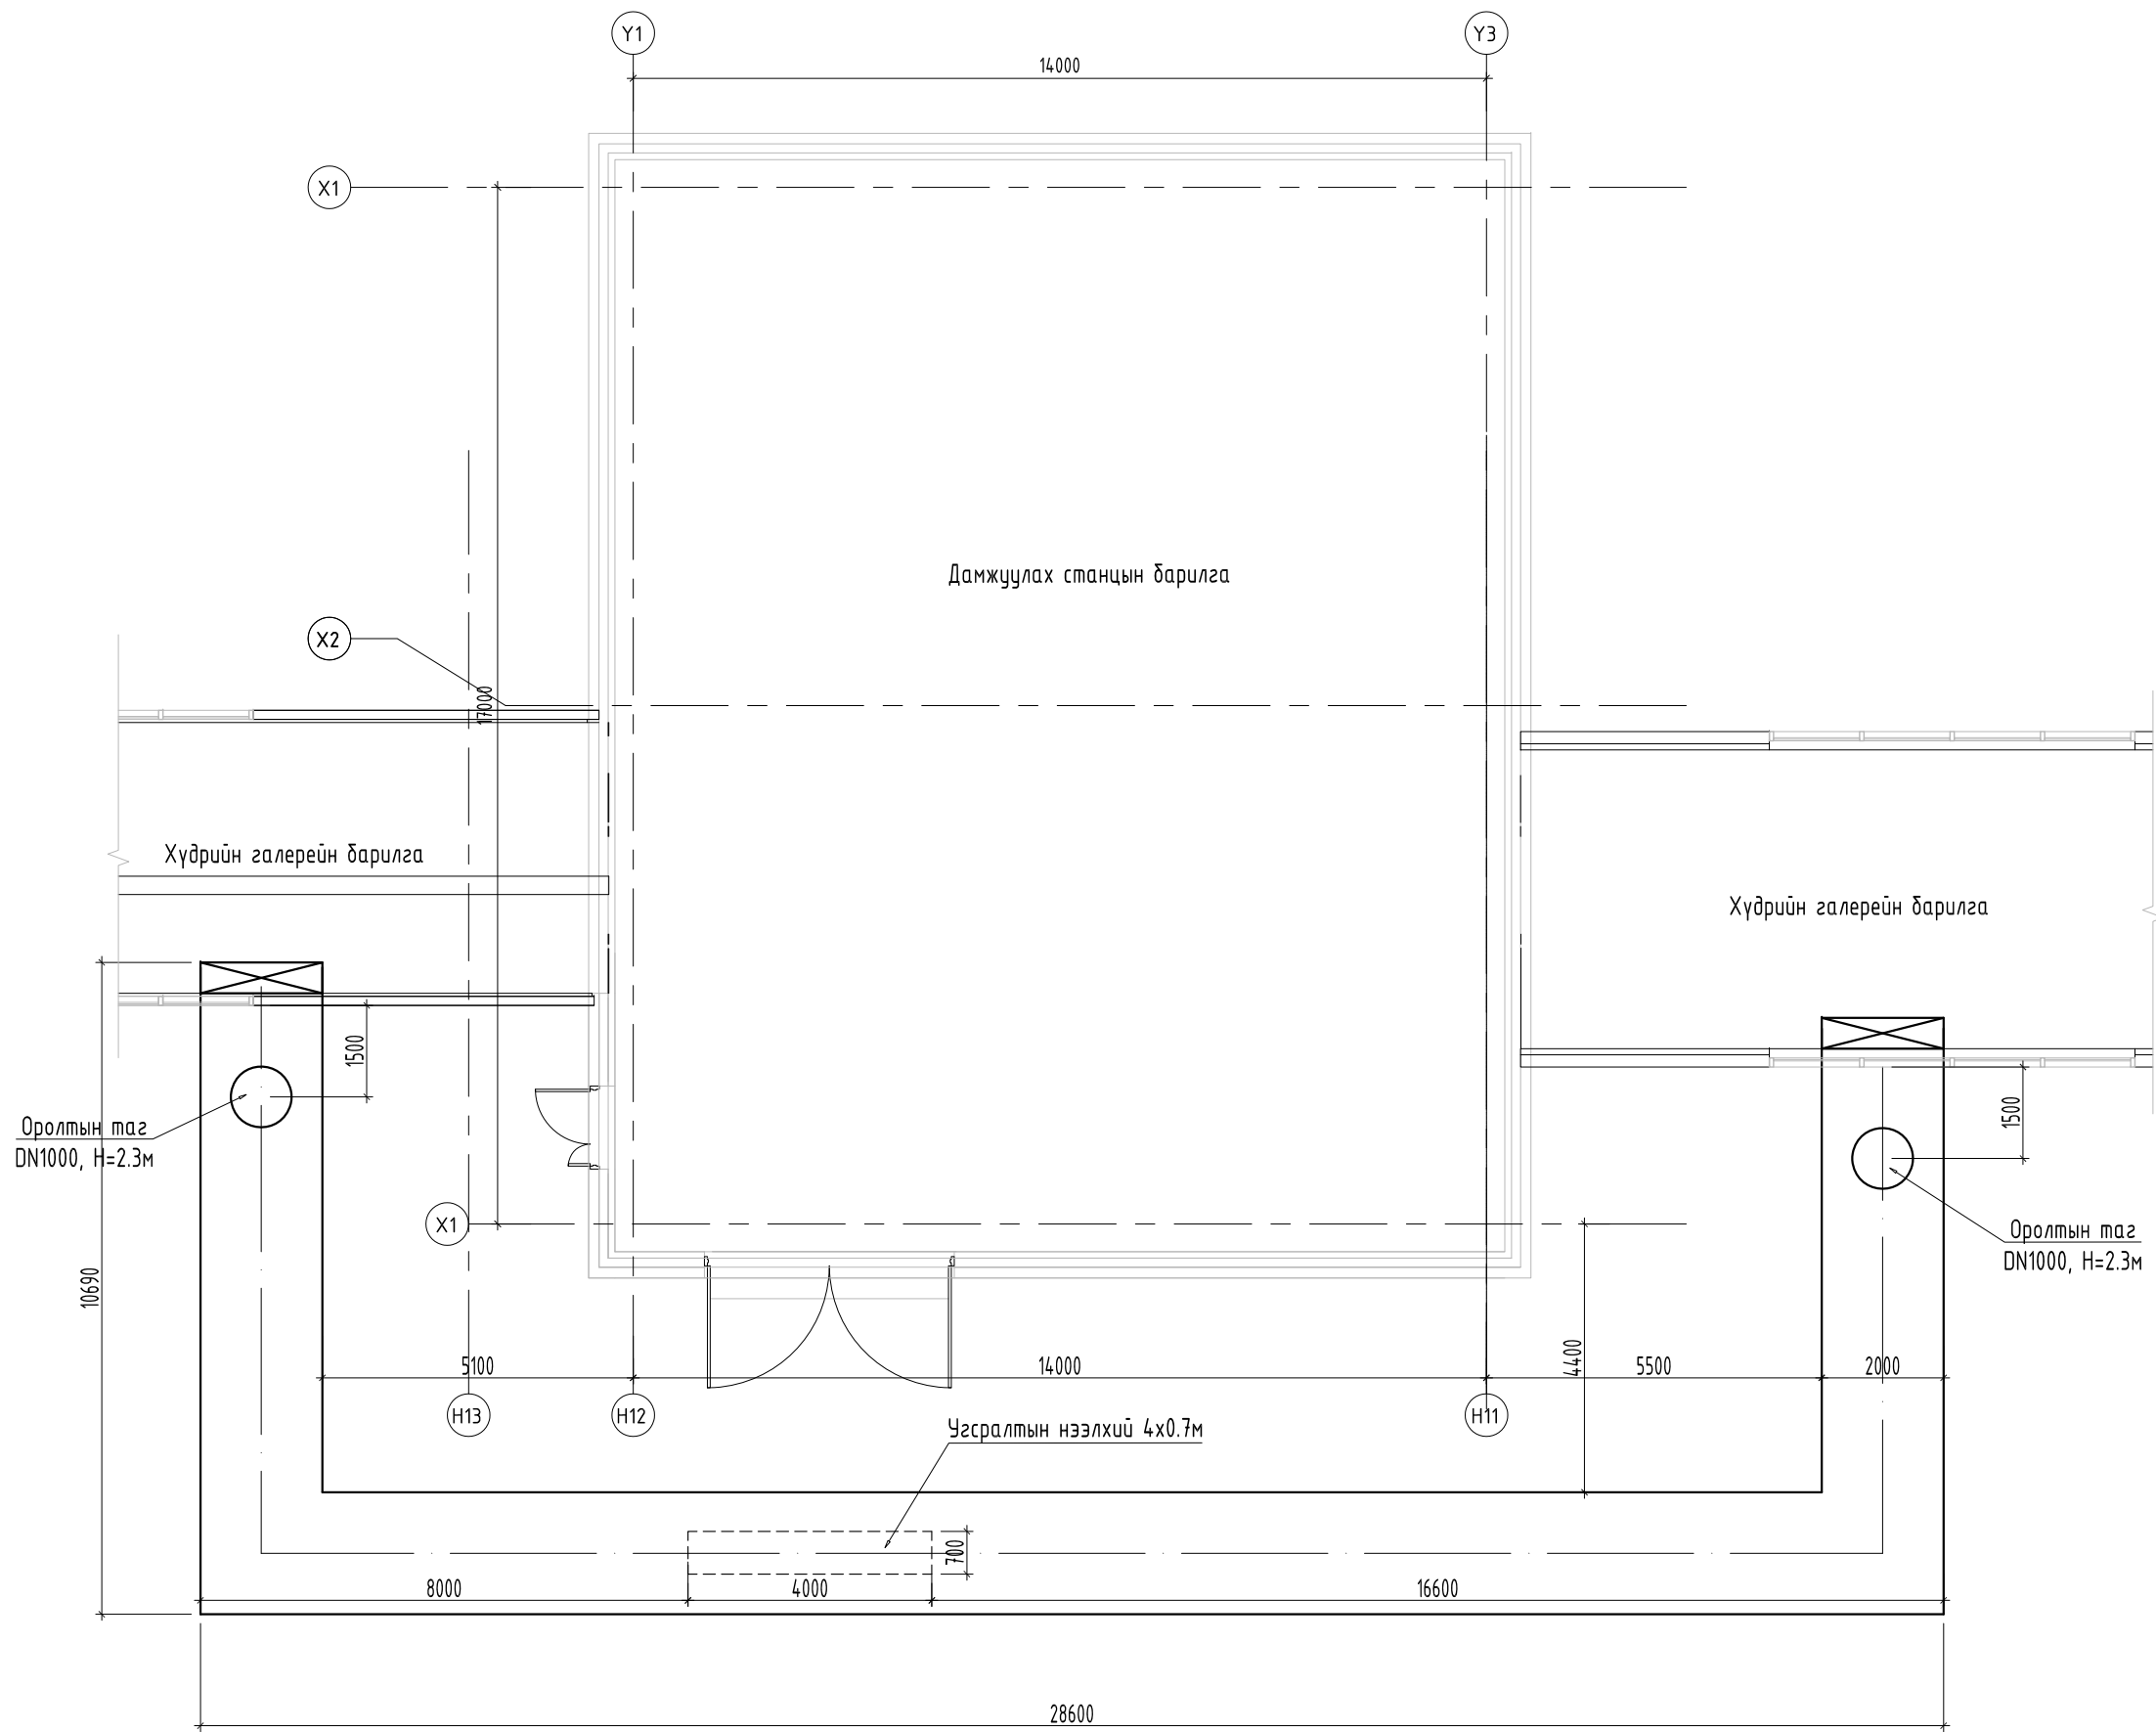 Y1
Y3
14000
X1
Дамжуулах станцын барилга
X2
17000
Хүдрийн галерейн барилга
Хүдрийн галерейн барилга
1500
1500
Оролтын таг
DN1000, H=2.3м
X1
Оролтын таг
DN1000, H=2.3м
10690
5100
14000
4400
5500
2000
H13
H12
H11
Угсралтын нээлхий 4х0.7м
700
8000
4000
16600
28600